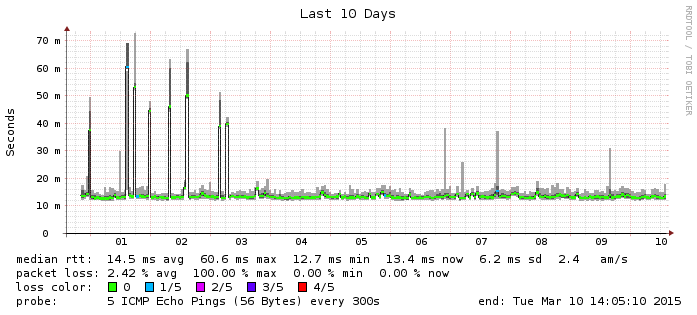 Last 10 Days
RRDTOOL / TOBI OETIKER
Seconds
70 m
60 m
50 m
40 m
30 m
20 m
10 m
0
01 02 03 04 05 06 07 08 09 10
median rtt: 14.5 ms avg 60.6 ms max 12.7 ms min 13.4 ms now 6.2 ms sd 2.4 am/s
packet loss: 2.42 % avg 100.00 % max 0.00 % min 0.00 % now
loss color: 0 1/5 2/5 3/5 4/5
probe: 5 ICMP Echo Pings (56 Bytes) every 300s end: Tue Mar 10 14:05:10 2015